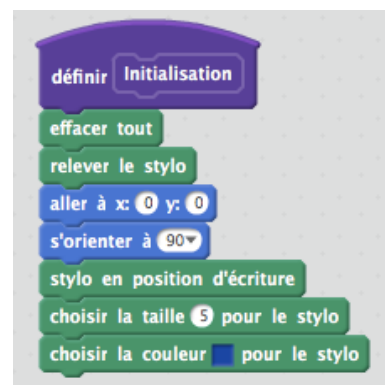 définir Initialisation
effacer tout
relever le stylo
aller à x: 0 y: 0
s'orienter à 90
stylo en position d'écriture
choisir la taille 5 pour le stylo
choisir la couleur pour le stylo